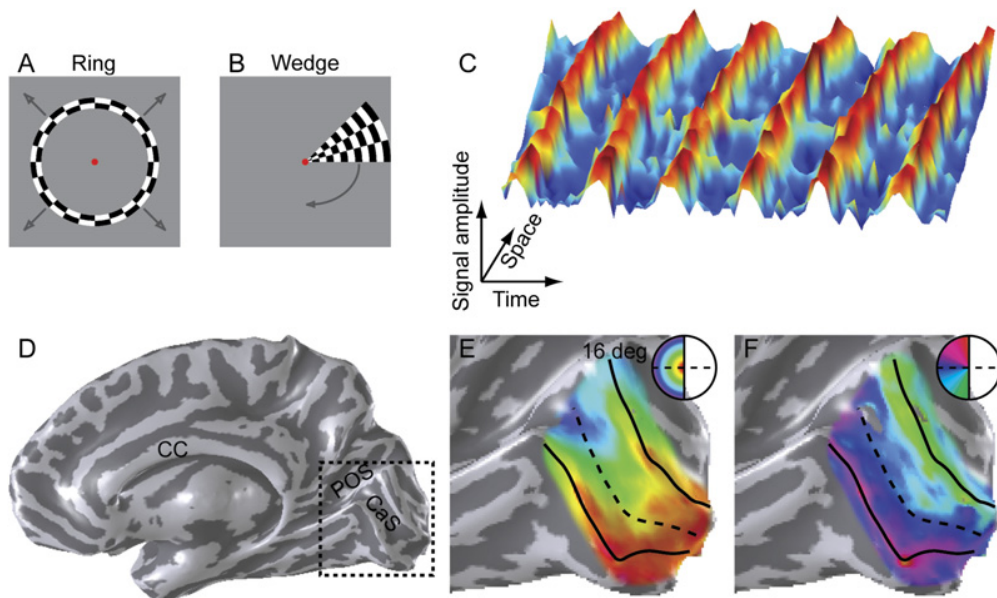 A Ring
B Wedge
C
Signal amplitude
Space
Time
D
CC
POS
CaS
E
16 deg
F